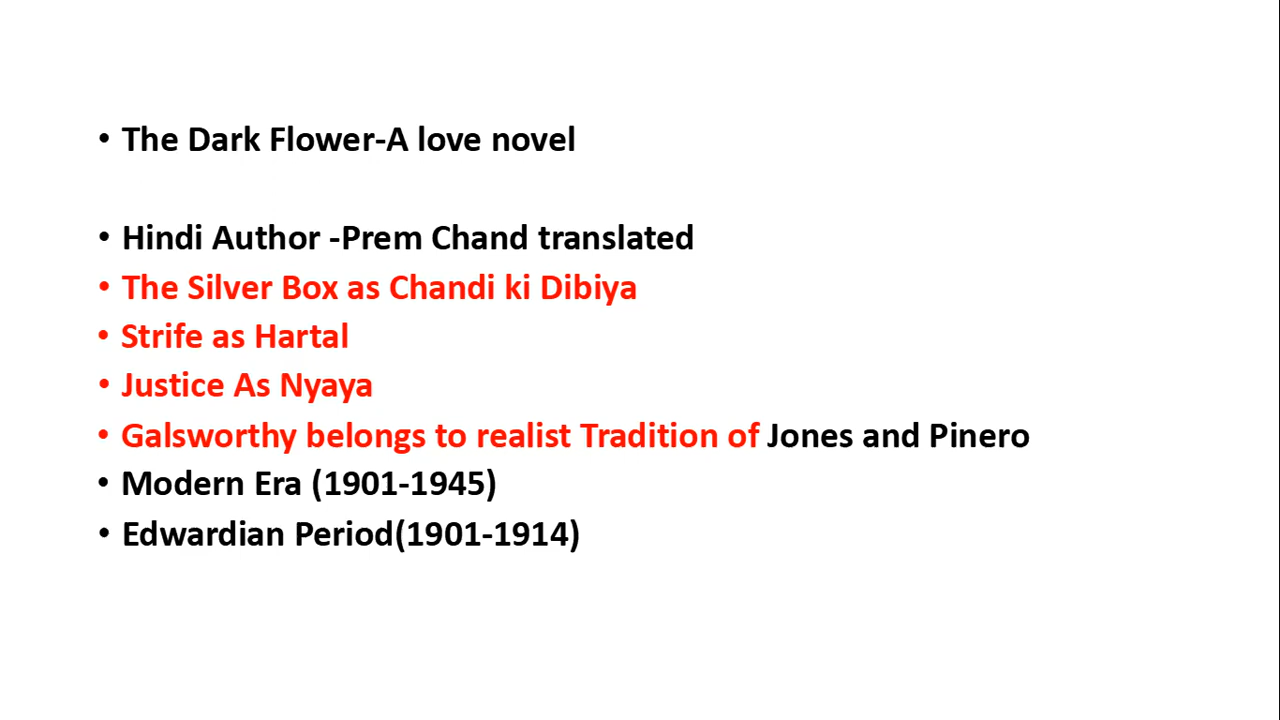 • The Dark Flower-A love novel
• Hindi Author -Prem Chand translated
• The Silver Box as Chandi ki Dibiya
• Strife as Hartal
• Justice As Nyaya
• Galsworthy belongs to realist Tradition of Jones and Pinero
• Modern Era (1901-1945)
• Edwardian Period(1901-1914)